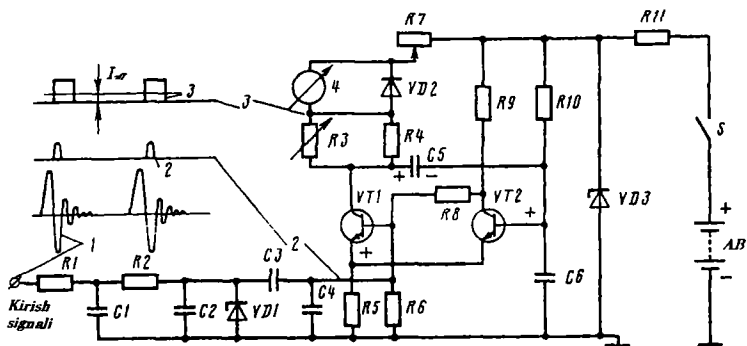 R7
R11
I
3
3
4
VD2
R9
R10
S
R3
R4
C5
+
-
2
VT1
R8
VT2
+
VD3
+
AB
-
1
C3
2
+
R1
R2
Kirish
signali
C1
C2
VD1
C4
R5
R6
C6